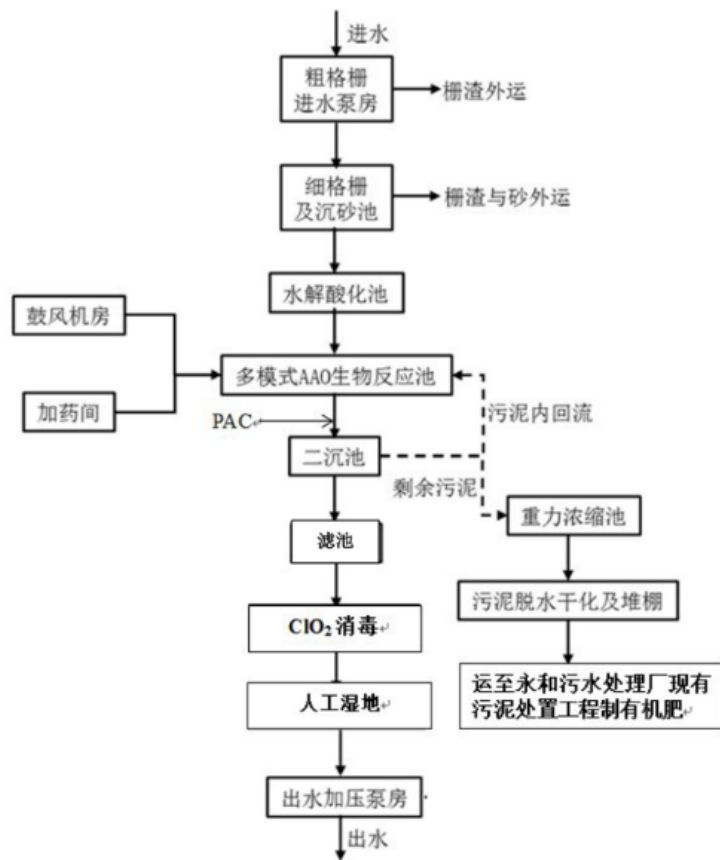 进水
粗格栅
进水泵房
栅渣外运
细格栅
及沉砂池
栅渣与砂外运
水解酸化池
鼓风机房
多模式AAO生物反应池
加药间
PAC
污泥内回流
二沉池
剩余污泥
重力浓缩池
滤池
污泥脱水干化及堆棚
ClO₂消毒
运至永和污水处理厂现有
污泥处置工程制有机肥
人工湿地
出水加压泵房
出水